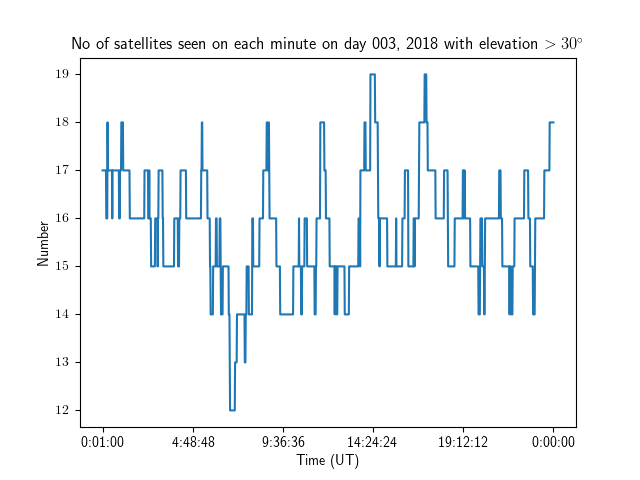 No of satellites seen on each minute on day 003, 2018 with elevation > 30°
19
18
17
16
15
14
13
12
Number
0:01:00 4:48:48 9:36:36 14:24:24 19:12:12 0:00:00
Time (UT)